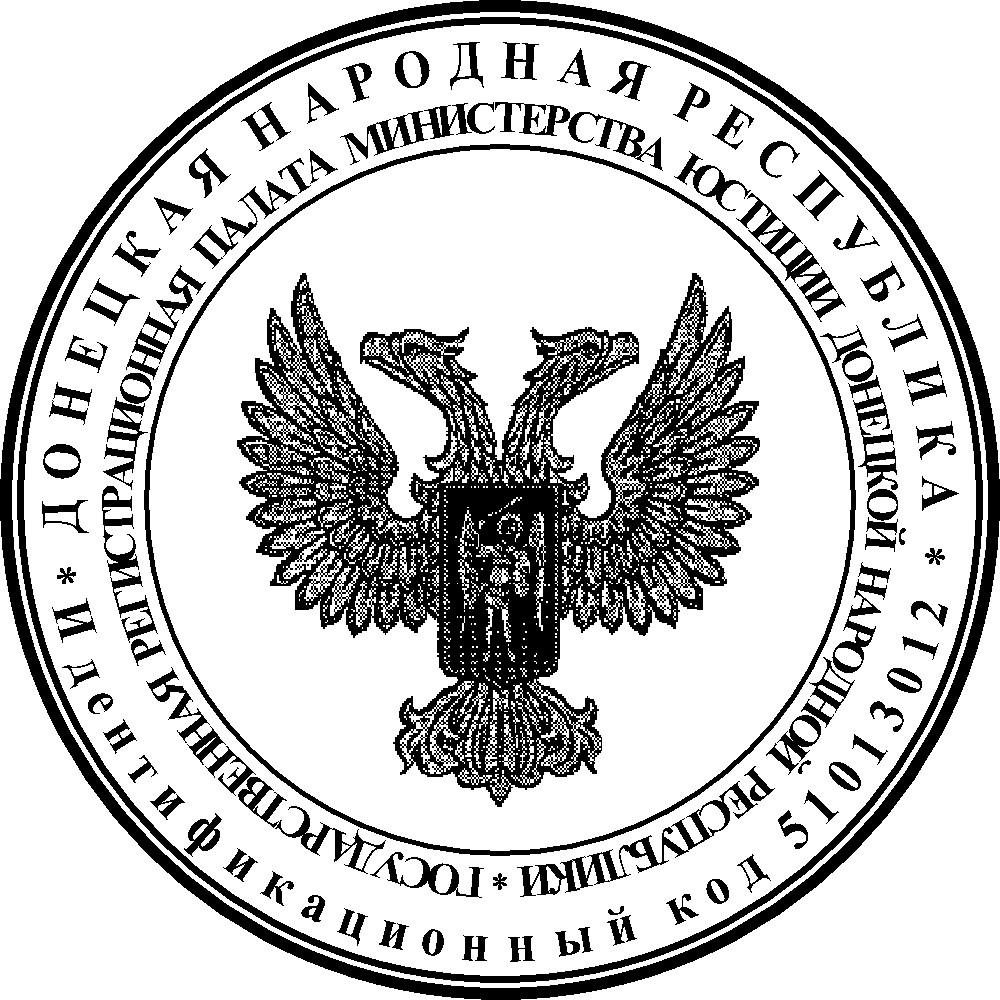 * ДОНЕЦКАЯ НАРОДНАЯ РЕСПУБЛИКА *
Идентификационный код 51013012
* ГОСУДАРСТВЕННАЯ РЕГИСТРАЦИОННАЯ ПАЛАТА МИНИСТЕРСТВА ЮСТИЦИИ ДОНЕЦКОЙ НАРОДНОЙ РЕСПУБЛИКИ